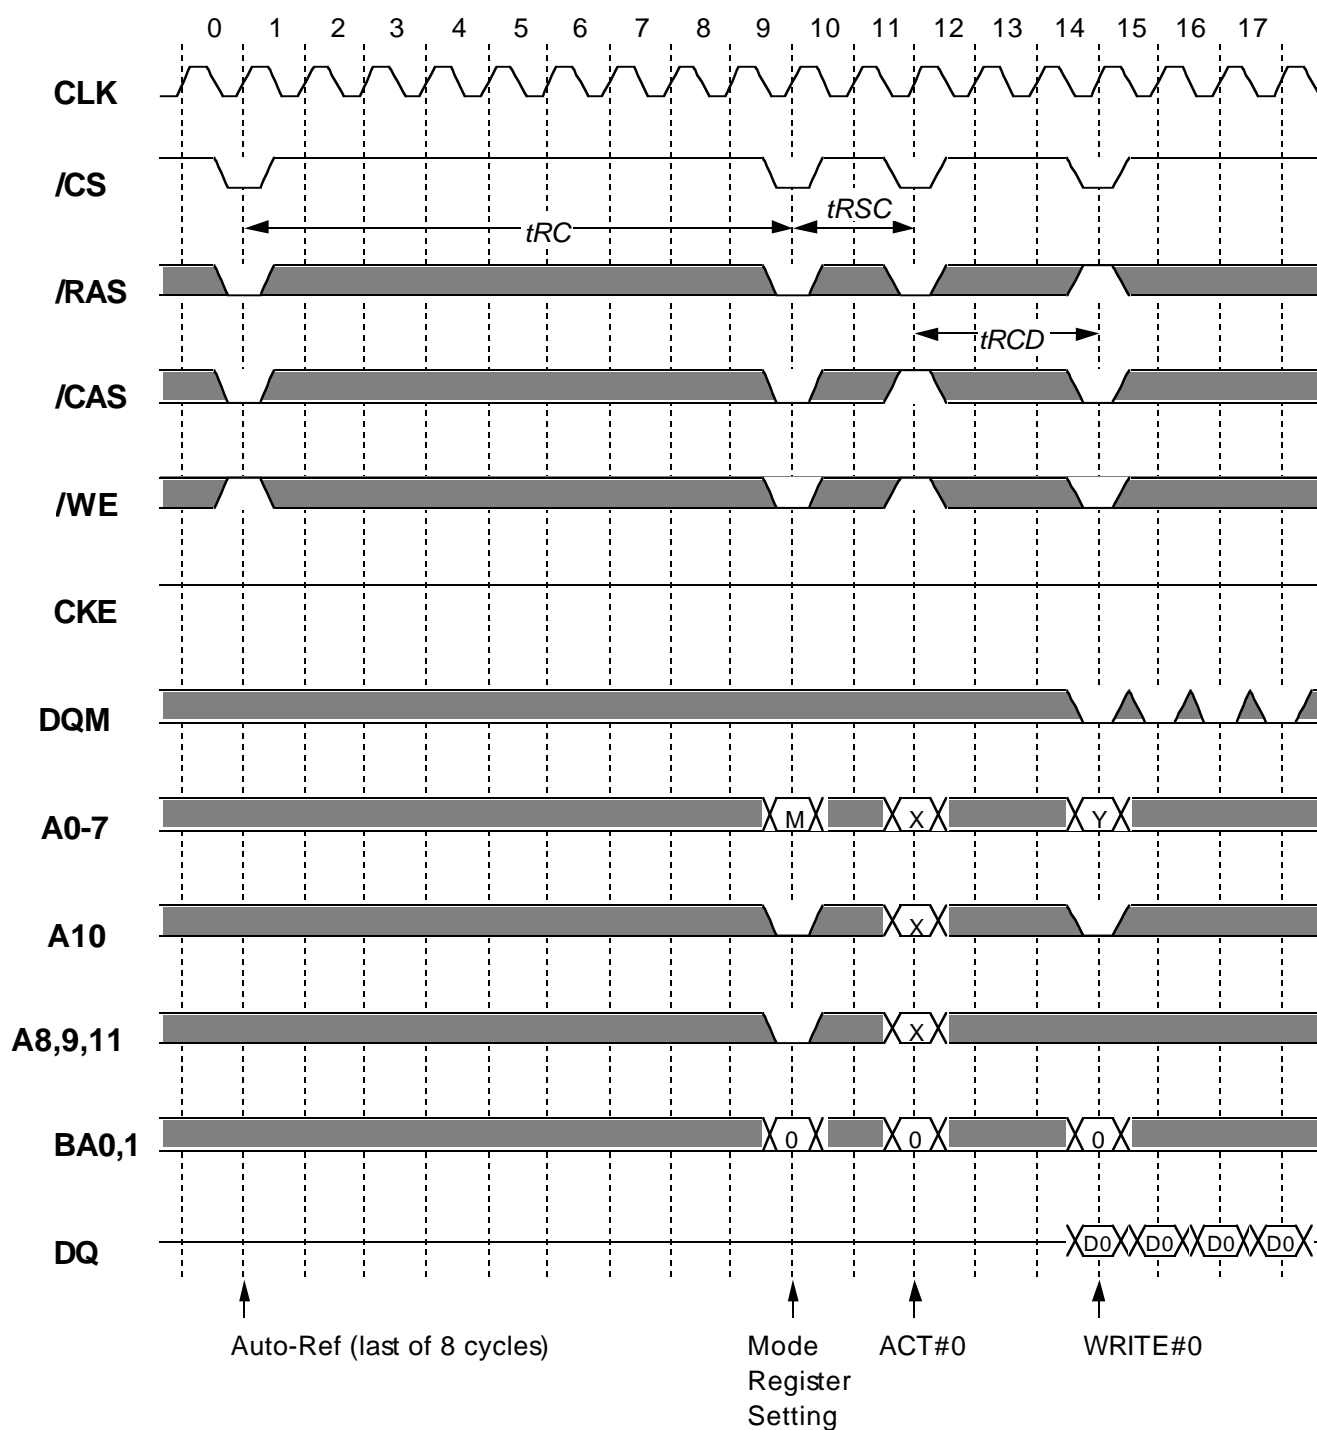 0 1 2 3 4 5 6 7 8 9 10 11 12 13 14 15 16 17
CLK
/CS
tRC
tRSC
/RAS
tRCD
/CAS
/WE
CKE
DQM
A0-7 M X Y
A10 X
A8,9,11 X
BA0,1 0 0 0
DQ D0 D0 D0 D0
Auto-Ref (last of 8 cycles)
Mode
Register
Setting
ACT#0
WRITE#0